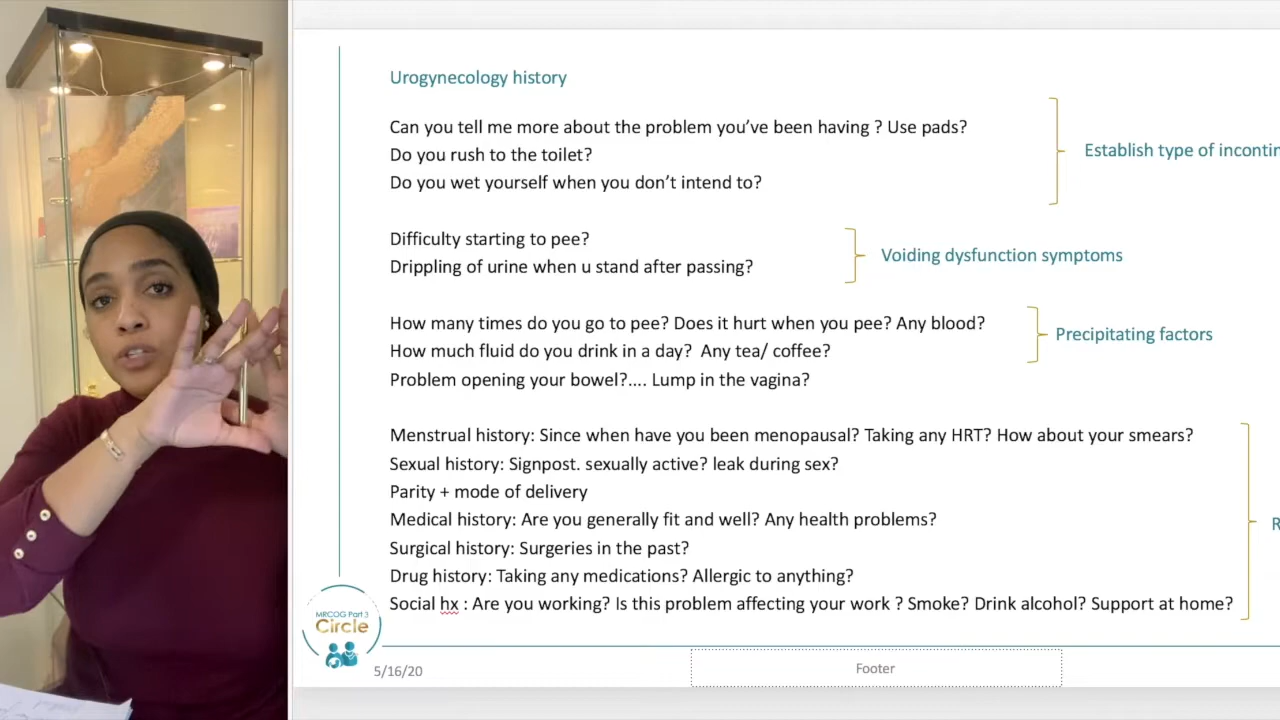 Urogynecology history
Can you tell me more about the problem you've been having ? Use pads?
Do you rush to the toilet?
Do you wet yourself when you don't intend to?
Establish type of incontin
Difficulty starting to pee?
Drippling of urine when u stand after passing?
Voiding dysfunction symptoms
How many times do you go to pee? Does it hurt when you pee? Any blood?
How much fluid do you drink in a day? Any tea/ coffee?
Problem opening your bowel?.... Lump in the vagina?
Precipitating factors
Menstrual history: Since when have you been menopausal? Taking any HRT? How about your smears?
Sexual history: Signpost. sexually active? leak during sex?
Parity + mode of delivery
Medical history: Are you generally fit and well? Any health problems?
Surgical history: Surgeries in the past?
Drug history: Taking any medications? Allergic to anything?
Social hx : Are you working? Is this problem affecting your work ? Smoke? Drink alcohol? Support at home?
R
MRCOG Part 3
Circle
5/16/20
Footer